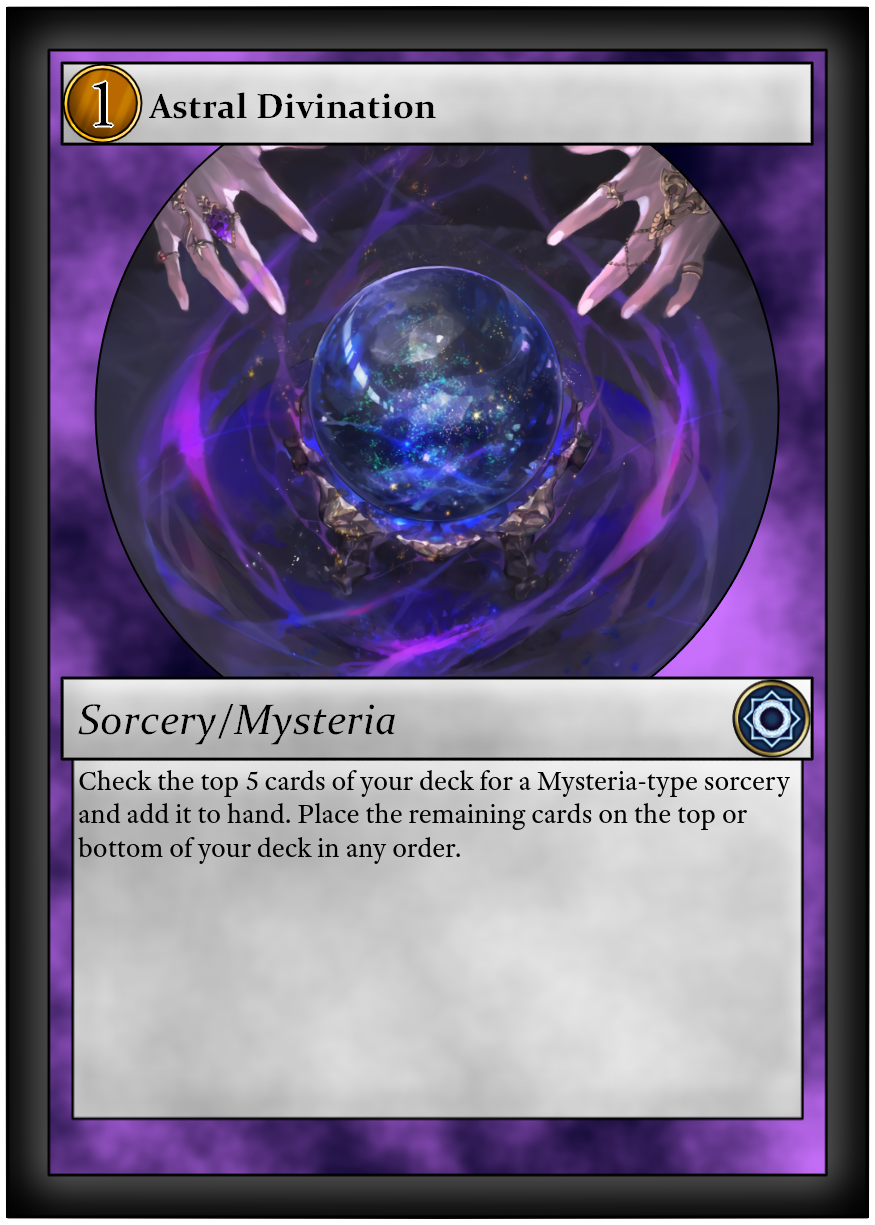 1 Astral Divination
Sorcery/Mysteria
Check the top 5 cards of your deck for a Mysteria-type sorcery
and add it to hand. Place the remaining cards on the top or
bottom of your deck in any order.